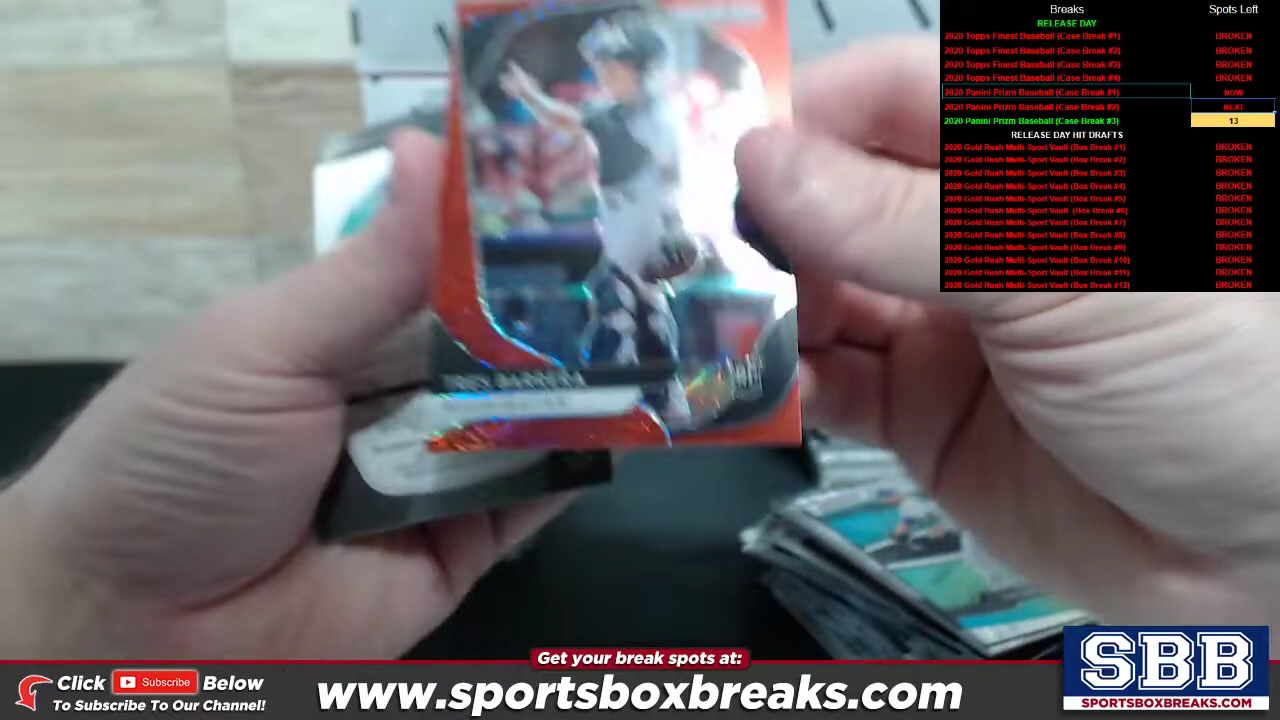 Breaks Spots Left
RELEASE DAY
2020 Topps Finest Baseball (Case Break #1) BROKEN
2020 Topps Finest Baseball (Case Break #2) BROKEN
2020 Topps Finest Baseball (Case Break #3) BROKEN
2020 Topps Finest Baseball (Case Break #4) BROKEN
2020 Panini Prizm Baseball (Case Break #1) NOW
2020 Panini Prizm Baseball (Case Break #2) NEXT
2020 Panini Prizm Baseball (Case Break #3) 13
RELEASE DAY HIT DRAFTS
2020 Gold Rush Multi-Sport Vault (Box Break #1) BROKEN
2020 Gold Rush Multi-Sport Vault (Box Break #2) BROKEN
2020 Gold Rush Multi-Sport Vault (Box Break #3) BROKEN
2020 Gold Rush Multi-Sport Vault (Box Break #4) BROKEN
2020 Gold Rush Multi-Sport Vault (Box Break #5) BROKEN
2020 Gold Rush Multi-Sport Vault (Box Break #6) BROKEN
2020 Gold Rush Multi-Sport Vault (Box Break #7) BROKEN
2020 Gold Rush Multi-Sport Vault (Box Break #8) BROKEN
2020 Gold Rush Multi-Sport Vault (Box Break #9) BROKEN
2020 Gold Rush Multi-Sport Vault (Box Break #10) BROKEN
2020 Gold Rush Multi-Sport Vault (Box Break #11) BROKEN
2020 Gold Rush Multi-Sport Vault (Box Break #12) BROKEN
TRES BARRERA
Get your break spots at:
Click Subscribe Below
To Subscribe To Our Channel!
www.sportsboxbreaks.com
SBB
SPORTSBOXBREAKS.COM